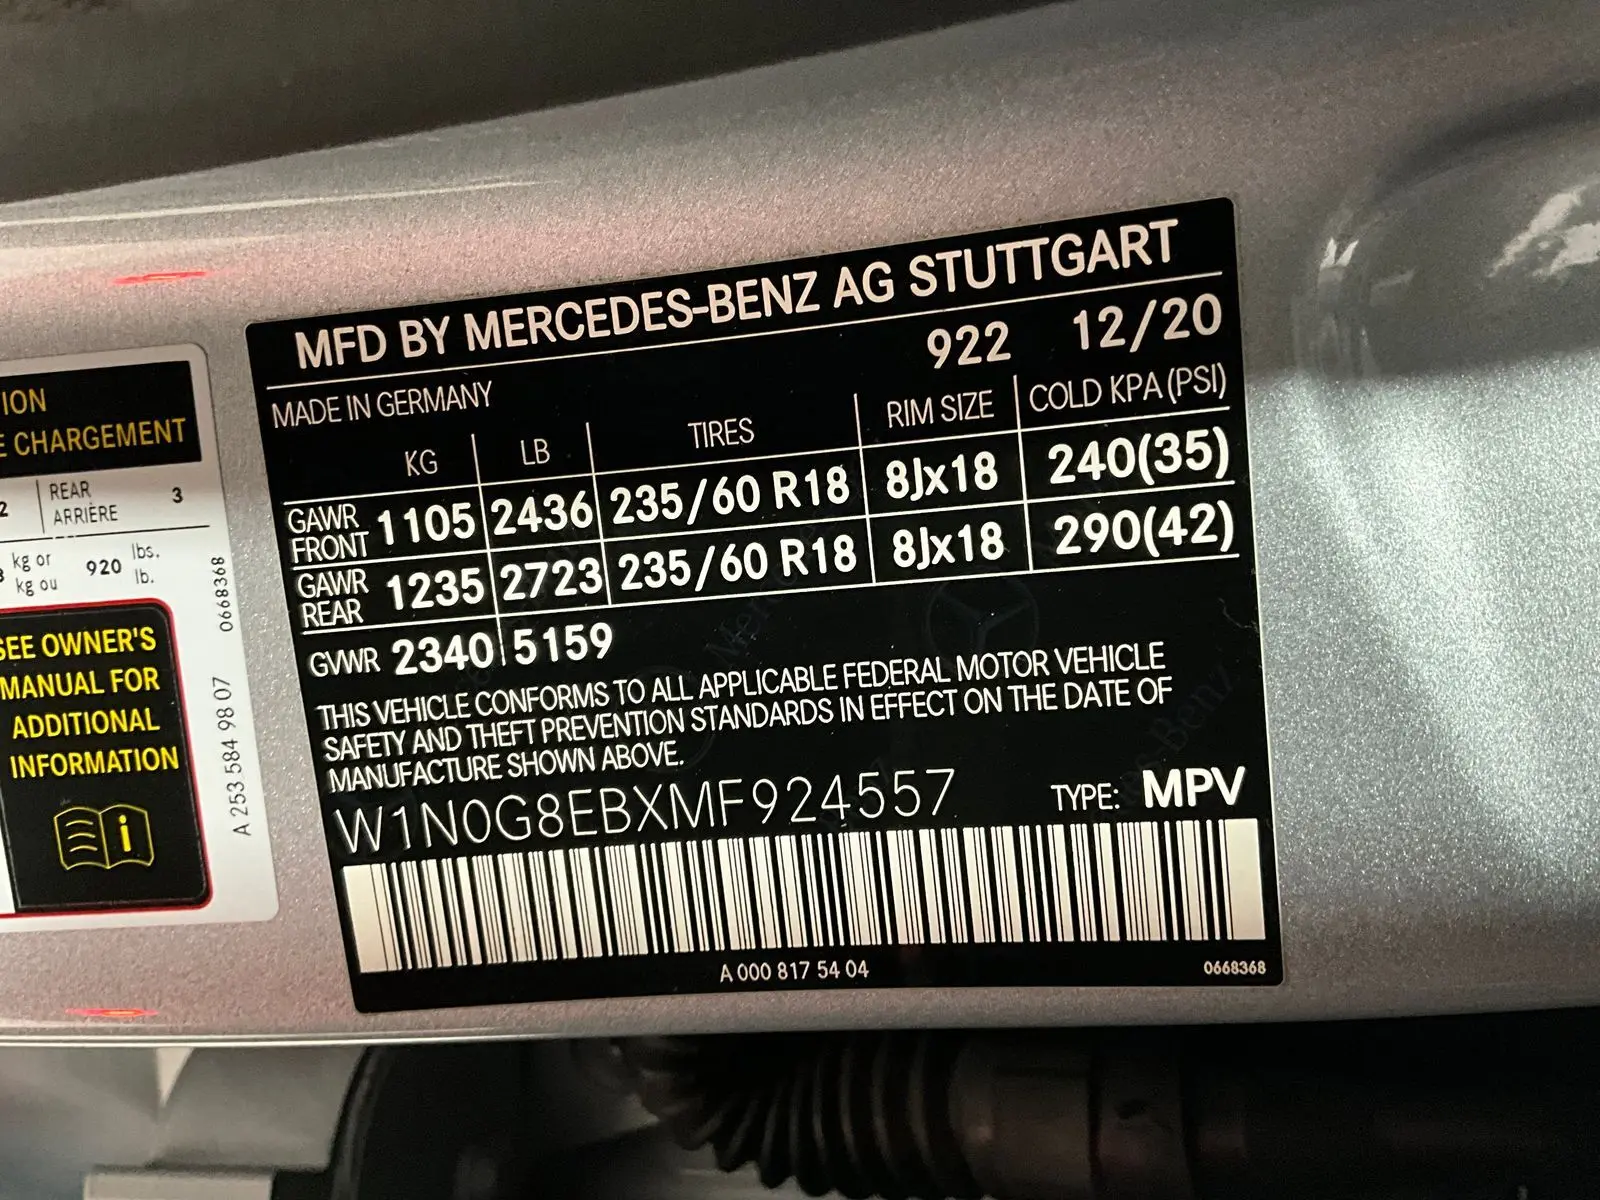 ION
E CHARGEMENT
2
REAR
ARRIÈRE
3
kg or
kg ou
920
lbs.
lb.
SEE OWNER'S
MANUAL FOR
ADDITIONAL
INFORMATION
i
A 253 584 98 07
0668368
MFD BY MERCEDES-BENZ AG STUTTGART
922 12/20
MADE IN GERMANY
KG LB TIRES RIM SIZE COLD KPA (PSI)
GAWR FRONT 1105 2436 235/60 R18 8Jx18 240(35)
GAWR REAR 1235 2723 235/60 R18 8Jx18 290(42)
GVWR 2340 5159
THIS VEHICLE CONFORMS TO ALL APPLICABLE FEDERAL MOTOR VEHICLE
SAFETY AND THEFT PREVENTION STANDARDS IN EFFECT ON THE DATE OF
MANUFACTURE SHOWN ABOVE.
W1N0G8EBXMF924557 TYPE: MPV
A 000 817 54 04
0668368